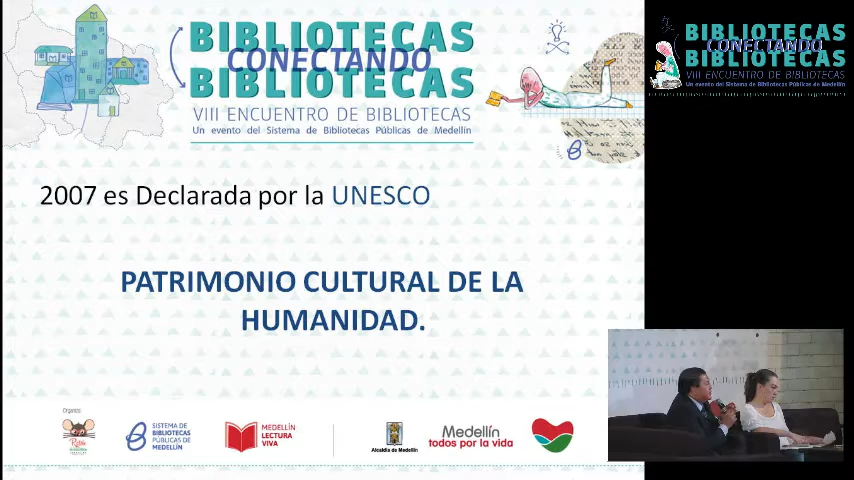 BIBLIOTECAS
CONECTANDO
BIBLIOTECAS
VIII ENCUENTRO DE BIBLIOTECAS
Un evento del Sistema de Bibliotecas Públicas de Medellín
BIBLIOTECAS
CONECTANDO
BIBLIOTECAS
VIII ENCUENTRO DE BIBLIOTECAS
Un evento del Sistema de Bibliotecas Públicas de Medellín
2007 es Declarada por la UNESCO
PATRIMONIO CULTURAL DE LA
HUMANIDAD.
Organiza
SISTEMA DE
BIBLIOTECAS
PÚBLICAS DE
MEDELLÍN
MEDELLÍN
LECTURA
VIVA
Alcaldía de Medellín
Medellín
todos por la vida